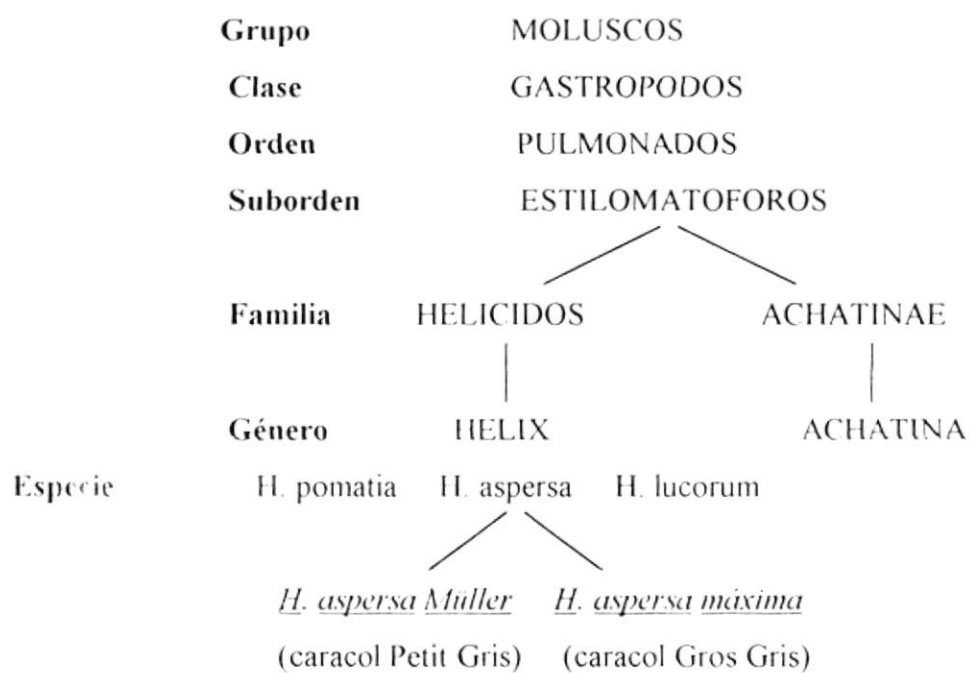 Grupo MOLUSCOS
Clase GASTROPODOS
Orden PULMONADOS
Suborden ESTILOMATOFOROS
Familia HELICIDOS ACHATINAE
Género HELIX ACHATINA
Especie H. pomatia H. aspersa H. lucorum
H. aspersa Müller H. aspersa máxima
(caracol Petit Gris) (caracol Gros Gris)